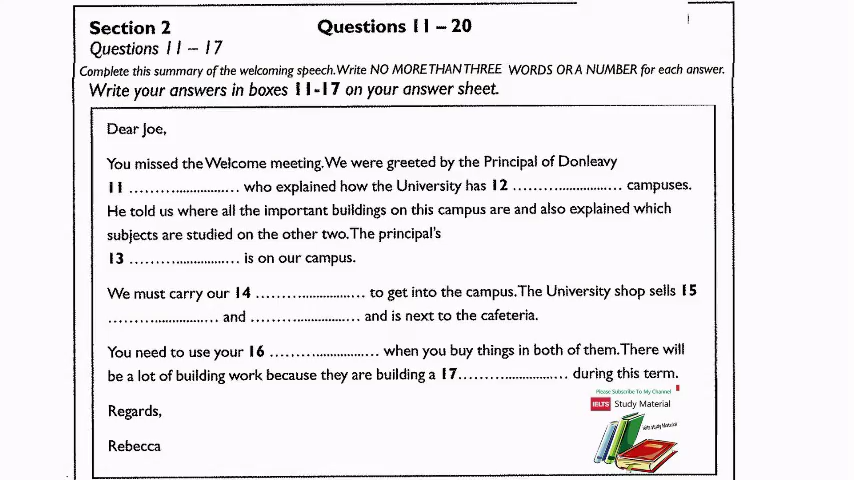 Section 2 Questions 11 – 20
Questions 11 – 17
Complete this summary of the welcoming speech. Write NO MORE THAN THREE WORDS OR A NUMBER for each answer.
Write your answers in boxes 11-17 on your answer sheet.
Dear Joe,
You missed the Welcome meeting. We were greeted by the Principal of Donleavy
11 ............................ who explained how the University has 12 ............................ campuses.
He told us where all the important buildings on this campus are and also explained which
subjects are studied on the other two. The principal's
13 ............................ is on our campus.
We must carry our 14 ............................ to get into the campus. The University shop sells 15
............................ and ............................ and is next to the cafeteria.
You need to use your 16 ............................ when you buy things in both of them. There will
be a lot of building work because they are building a 17............................ during this term.
Regards,
Rebecca
Please Subscribe To My Channel
IELTS Study Material